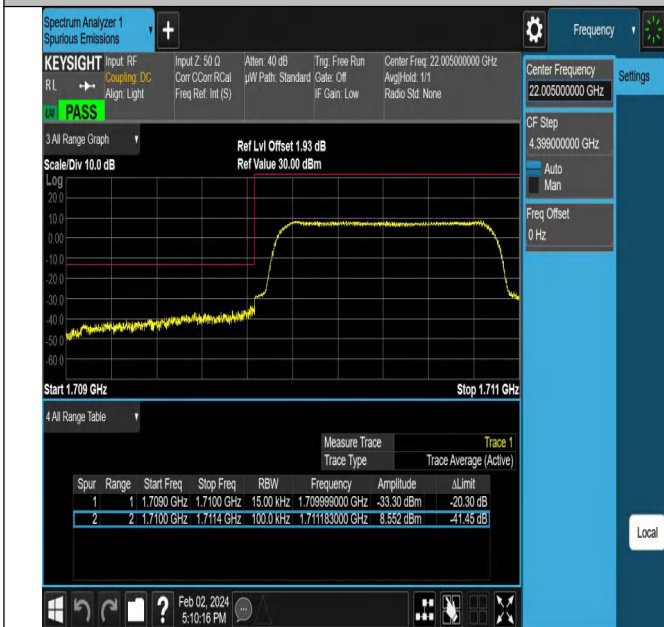 Spectrum Analyzer 1
Spurious Emissions
Frequency
KEYSIGHT Input: RF Input Z: 50 Ω Atten: 40 dB Trig: Free Run Center Freq: 22.005000000 GHz
RL Coupling: DC Corr CCorr RCal µW Path: Standard Gate: Off Avg|Hold: 1/1
Align: Light Freq Ref: Int (S) IF Gain: Low Radio Std: None
PASS
Center Frequency
22.005000000 GHz
Settings
CF Step
4.399000000 GHz
Auto
Man
Freq Offset
0 Hz
3 All Range Graph
Ref Lvl Offset 1.93 dB
Scale/Div 10.0 dB Ref Value 30.00 dBm
Log
20.0
10.0
0.00
-10.0
-20.0
-30.0
-40.0
-50.0
-60.0
Start 1.709 GHz Stop 1.711 GHz
4 All Range Table
Measure Trace Trace 1
Trace Type Trace Average (Active)
Spur Range Start Freq Stop Freq RBW Frequency Amplitude ΔLimit
1 1 1.7090 GHz 1.7100 GHz 15.00 kHz 1.709999000 GHz -33.30 dBm -20.30 dB
2 2 1.7100 GHz 1.7114 GHz 100.0 kHz 1.711183000 GHz 8.552 dBm -41.45 dB
Local
Feb 02, 2024
5:10:16 PM